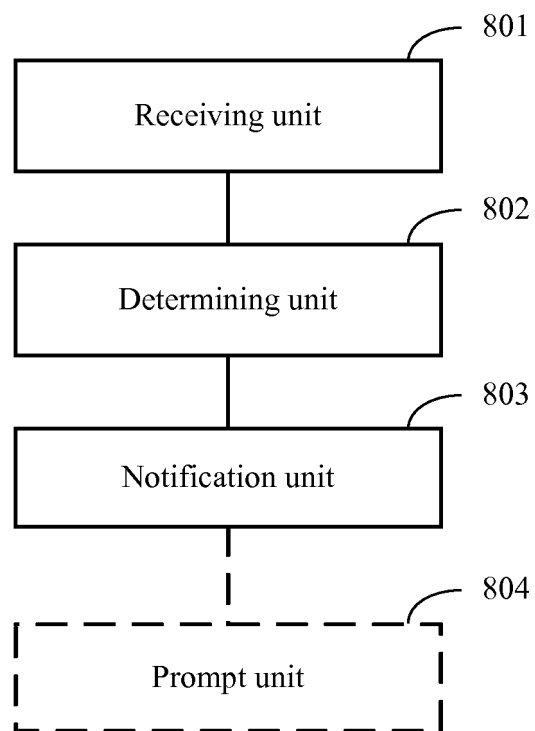 801
Receiving unit
802
Determining unit
803
Notification unit
804
Prompt unit